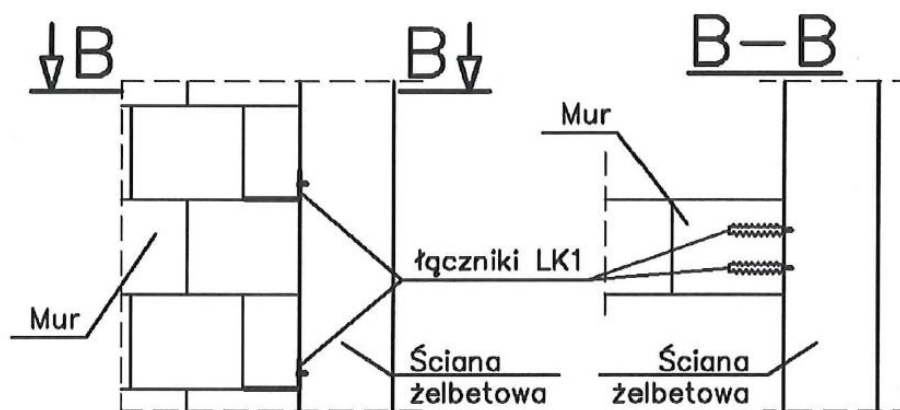 B
B
B-B
Mur
łączniki LK1
Mur
Ściana
żelbetowa
Ściana
żelbetowa